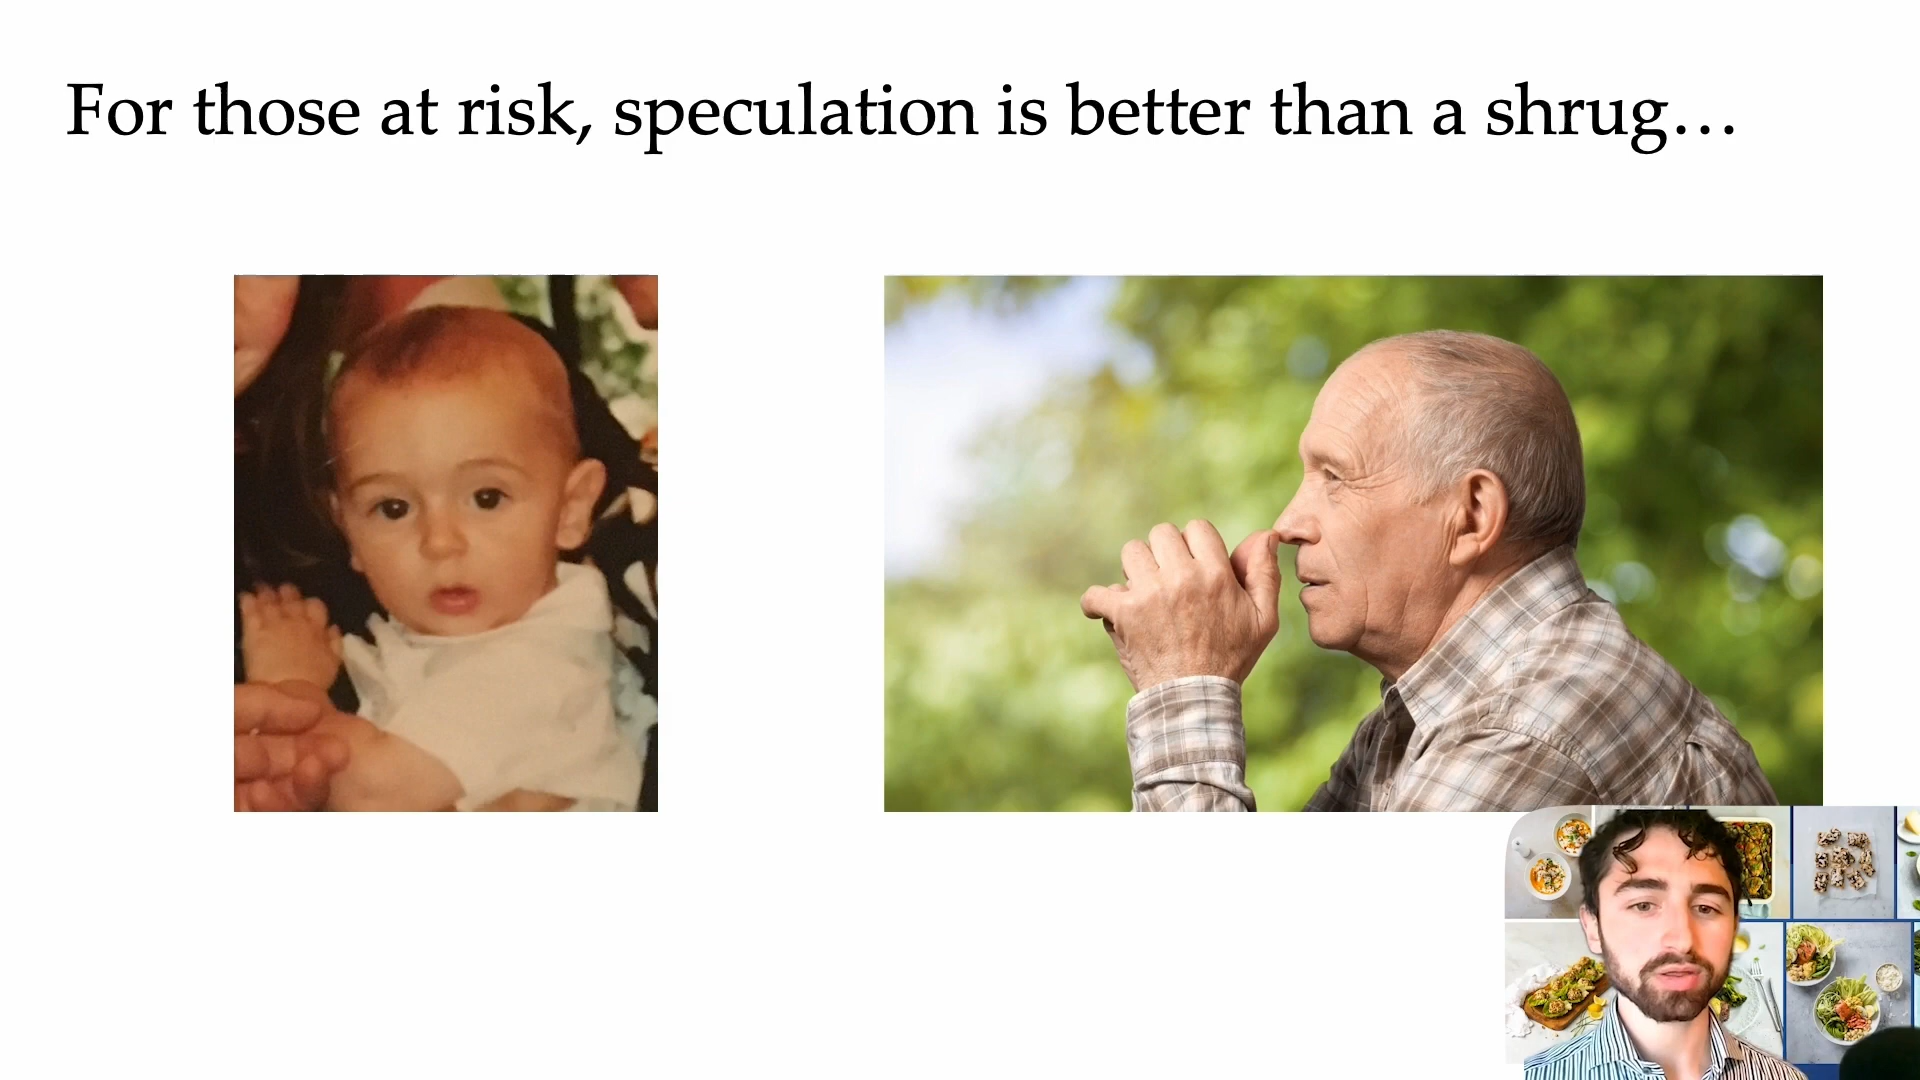 For those at risk, speculation is better than a shrug…